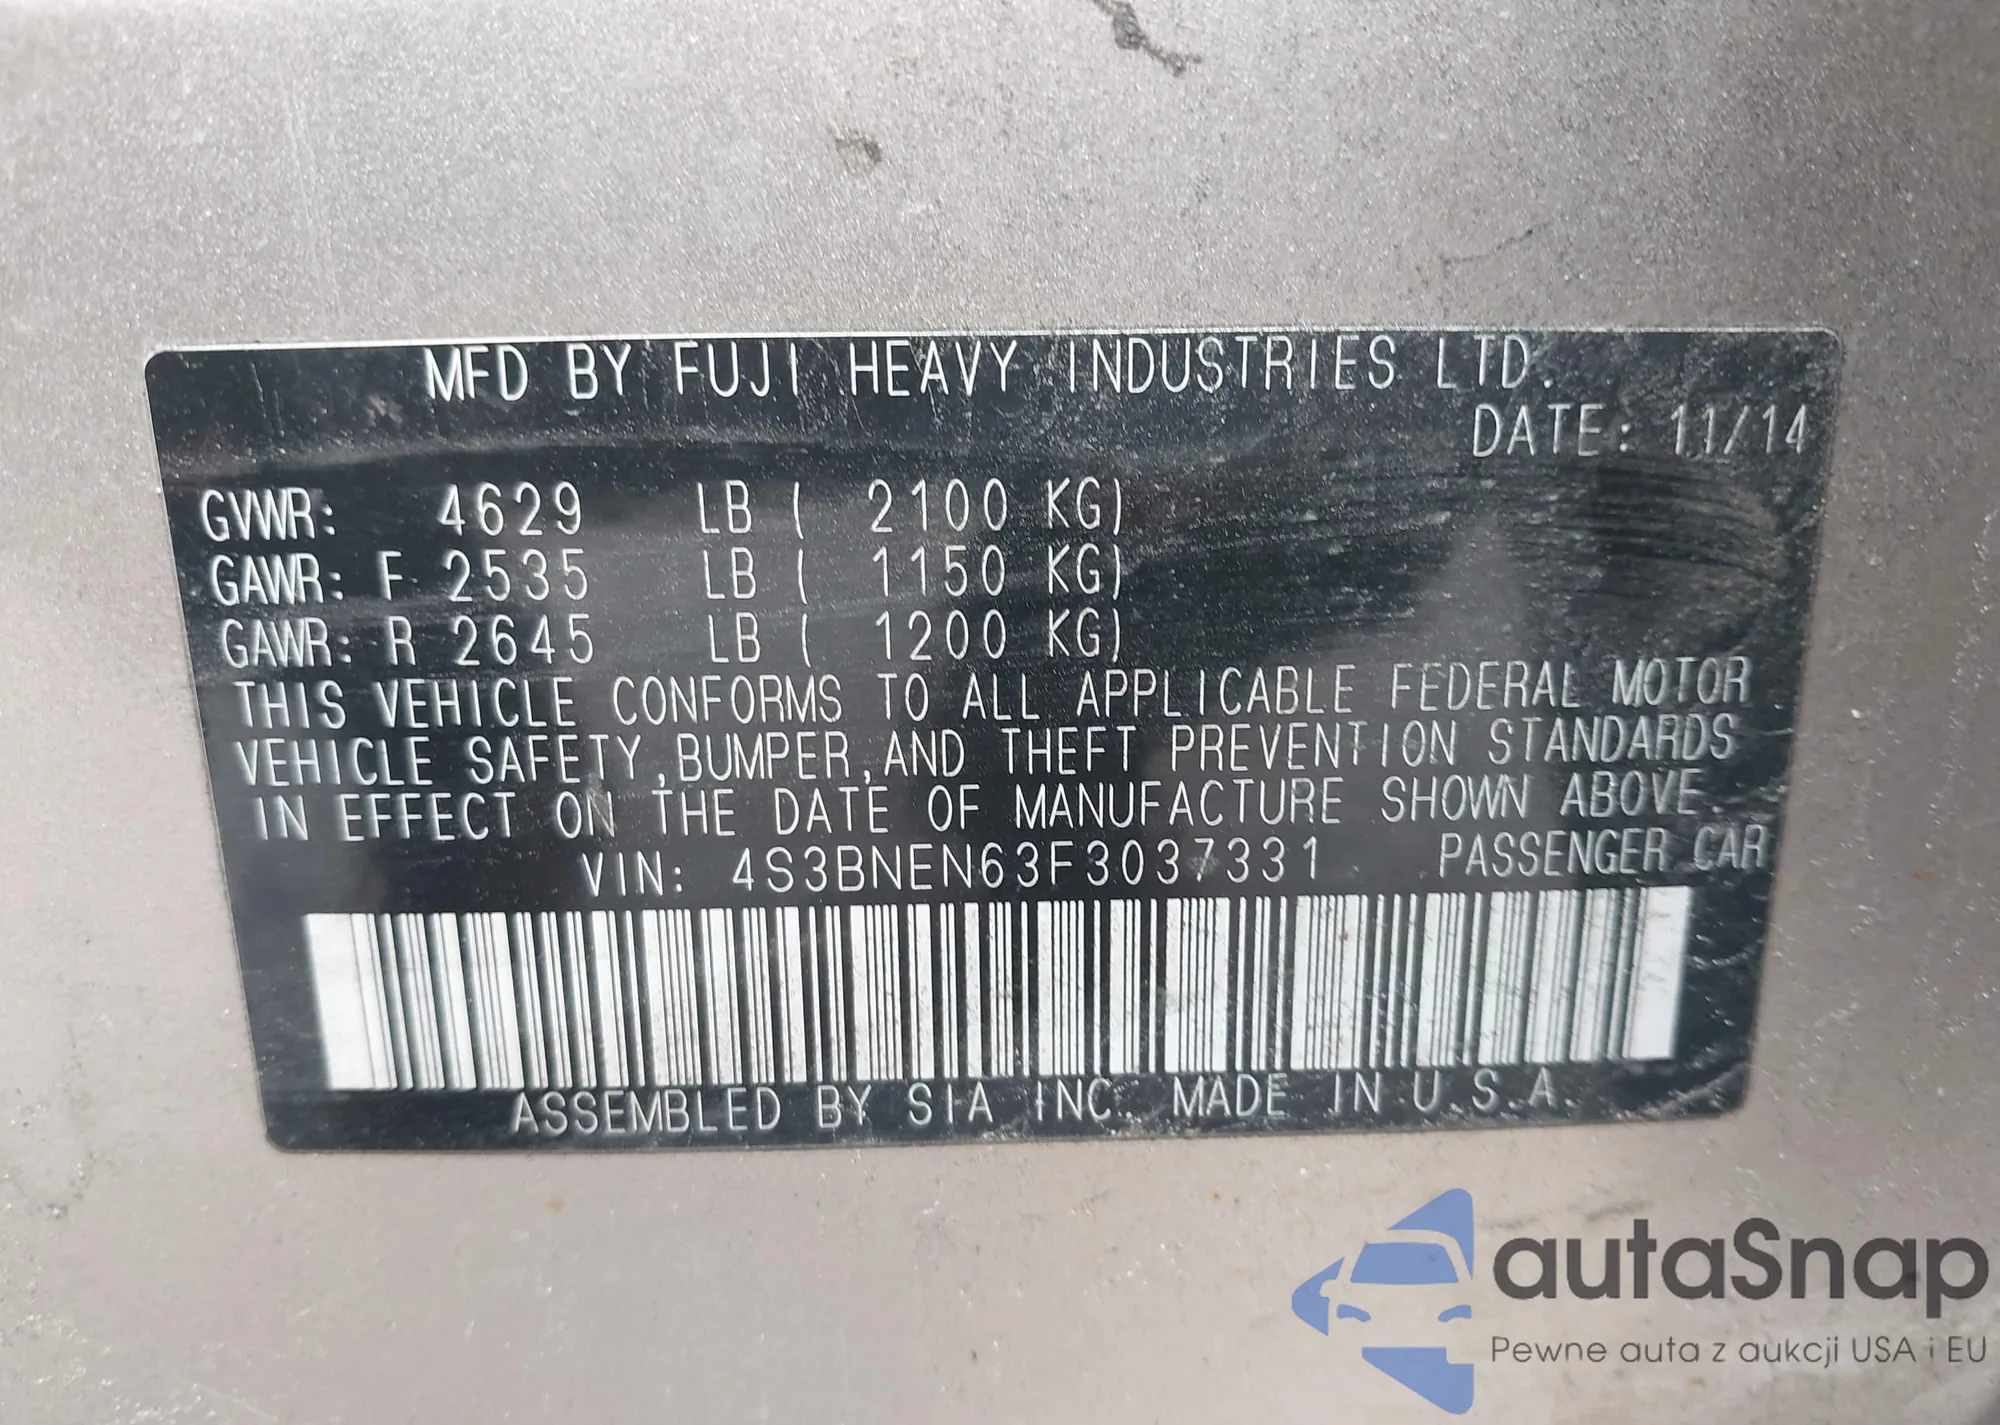 MFD BY FUJI HEAVY INDUSTRIES LTD.
DATE: 11/14
GVWR: 4629 LB ( 2100 KG)
GAWR: F 2535 LB ( 1150 KG)
GAWR: R 2645 LB ( 1200 KG)
THIS VEHICLE CONFORMS TO ALL APPLICABLE FEDERAL MOTOR
VEHICLE SAFETY,BUMPER,AND THEFT PREVENTION STANDARDS
IN EFFECT ON THE DATE OF MANUFACTURE SHOWN ABOVE.
VIN: 4S3BNEN63F3037331 PASSENGER CAR
ASSEMBLED BY SIA INC. MADE IN U.S.A.
autaSnap
Pewne auta z aukcji USA i EU